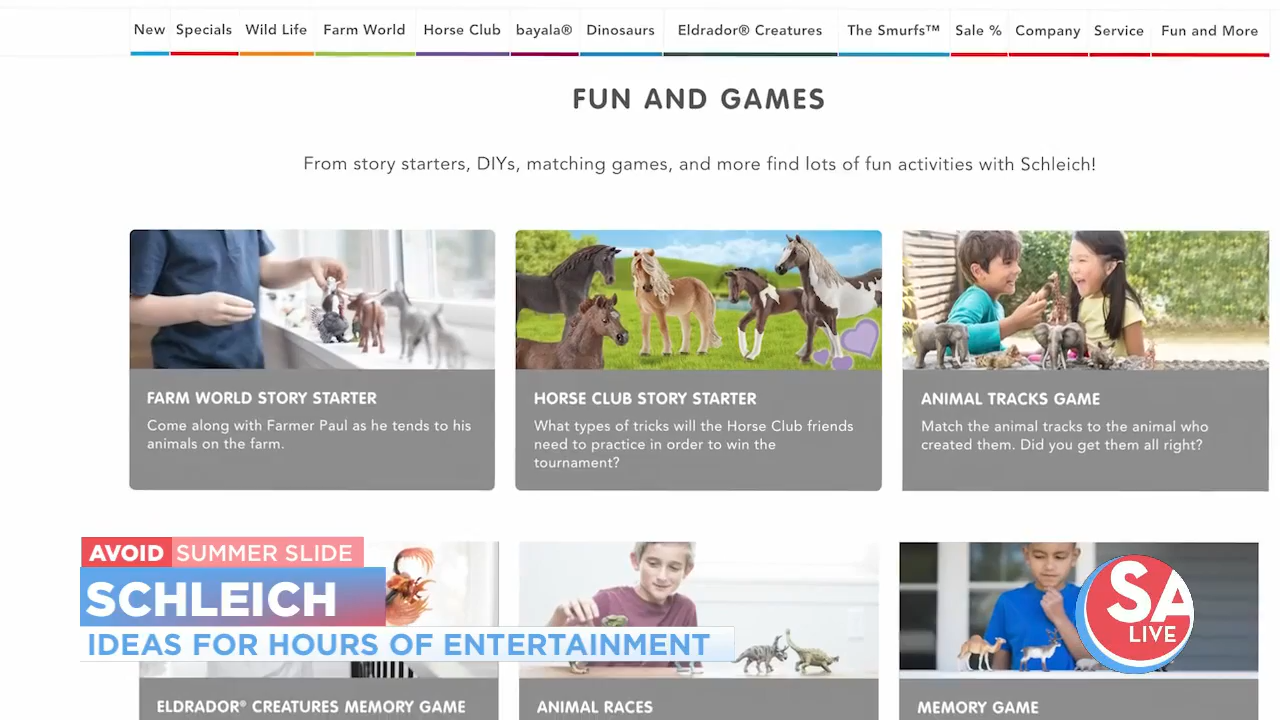 New Specials Wild Life Farm World Horse Club bayala® Dinosaurs Eldrador® Creatures The Smurfs™ Sale % Company Service Fun and More
FUN AND GAMES
From story starters, DIYs, matching games, and more find lots of fun activities with Schleich!
FARM WORLD STORY STARTER
Come along with Farmer Paul as he tends to his
animals on the farm.
HORSE CLUB STORY STARTER
What types of tricks will the Horse Club friends
need to practice in order to win the
tournament?
ANIMAL TRACKS GAME
Match the animal tracks to the animal who
created them. Did you get them all right?
AVOID SUMMER SLIDE
SCHLEICH
IDEAS FOR HOURS OF ENTERTAINMENT
SA
LIVE
ELDRADOR® CREATURES MEMORY GAME
ANIMAL RACES
MEMORY GAME